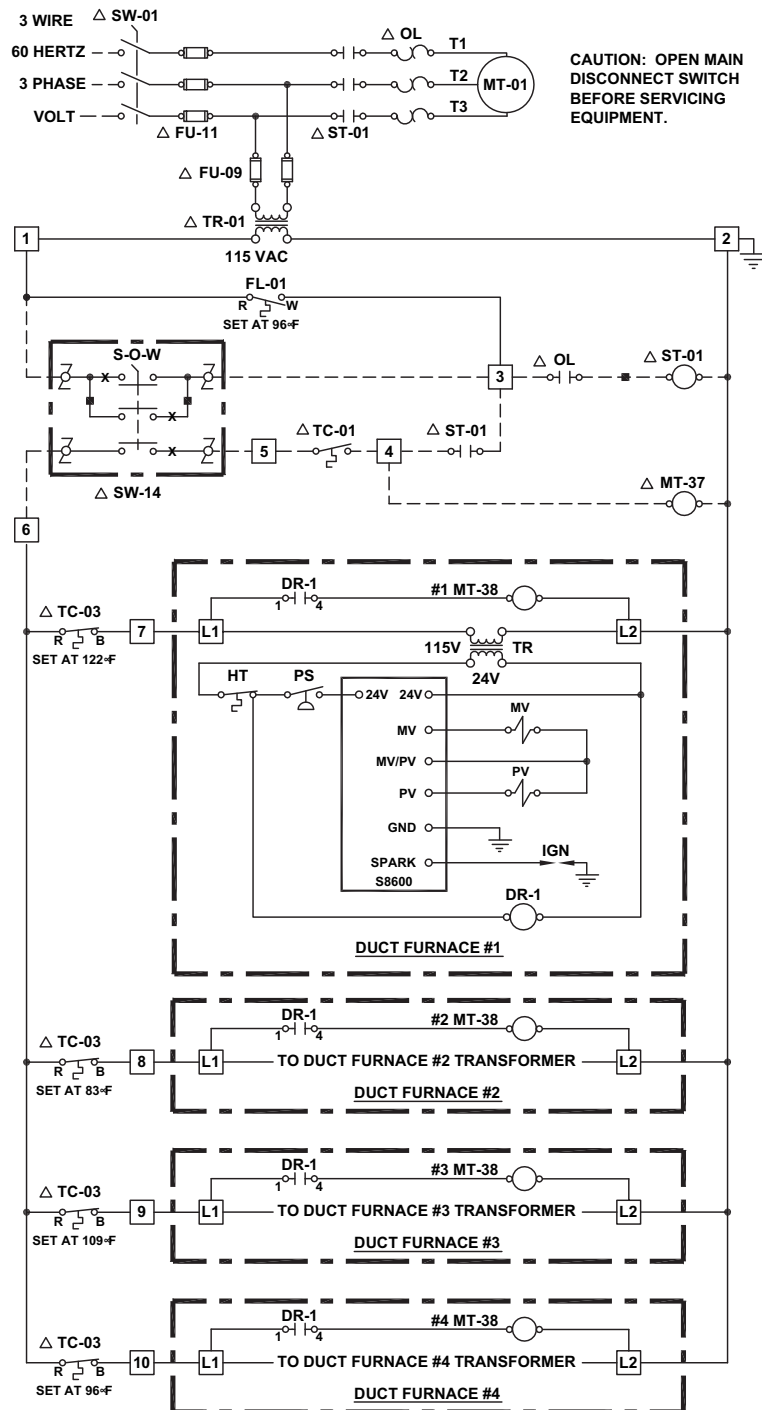 3 WIRE △ SW-01
60 HERTZ
3 PHASE
VOLT
△ OL
T1
T2
T3
MT-01
△ FU-11
△ ST-01
CAUTION: OPEN MAIN
DISCONNECT SWITCH
BEFORE SERVICING
EQUIPMENT.
△ FU-09
△ TR-01
1
2
115 VAC
FL-01
R W
SET AT 96°F
S-O-W
X
X
X
3
△ OL
△ ST-01
5
△ TC-01
4
△ ST-01
△ SW-14
△ MT-37
6
DR-1
1 4
#1 MT-38
△ TC-03
R B
SET AT 122°F
7
L1
L2
115V TR
24V
HT
PS
24V 24V
MV
MV
MV/PV
PV
PV
GND
SPARK
IGN
S8600
DR-1
DUCT FURNACE #1
DR-1
1 4
#2 MT-38
△ TC-03
R B
SET AT 83°F
8
L1
TO DUCT FURNACE #2 TRANSFORMER
L2
DUCT FURNACE #2
DR-1
1 4
#3 MT-38
△ TC-03
R B
SET AT 109°F
9
L1
TO DUCT FURNACE #3 TRANSFORMER
L2
DUCT FURNACE #3
DR-1
1 4
#4 MT-38
△ TC-03
R B
SET AT 96°F
10
L1
TO DUCT FURNACE #4 TRANSFORMER
L2
DUCT FURNACE #4